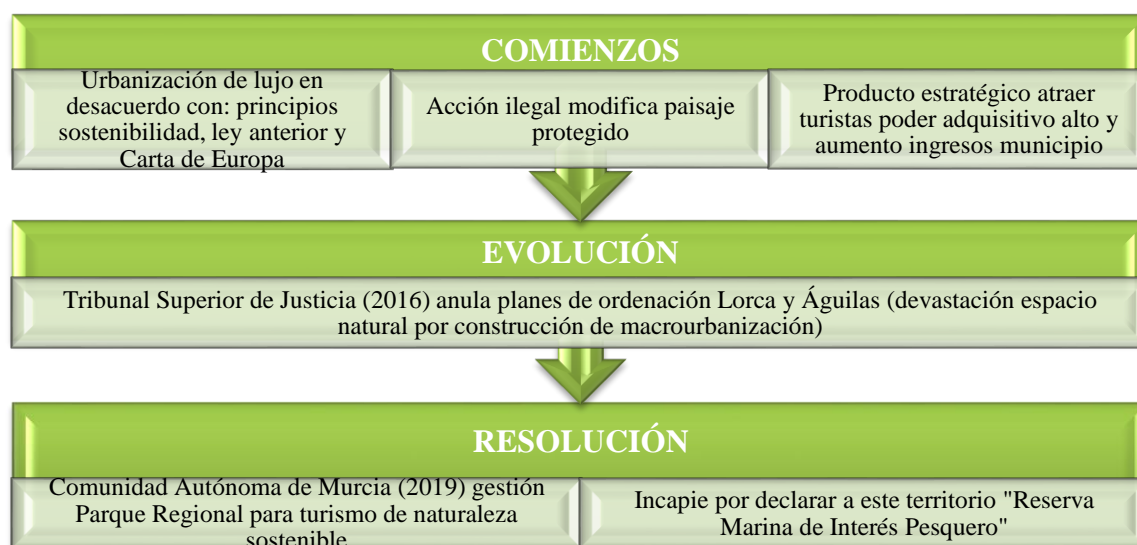 COMIENZOS
Urbanización de lujo en
desacuerdo con: principios
sostenibilidad, ley anterior y
Carta de Europa
Acción ilegal modifica paisaje
protegido
Producto estratégico atraer
turistas poder adquisitivo alto y
aumento ingresos municipio
EVOLUCIÓN
Tribunal Superior de Justicia (2016) anula planes de ordenación Lorca y Águilas (devastación espacio
natural por construcción de macrourbanización)
RESOLUCIÓN
Comunidad Autónoma de Murcia (2019) gestión
Parque Regional para turismo de naturaleza
sostenible
Incapie por declarar a este territorio "Reserva
Marina de Interés Pesquero"